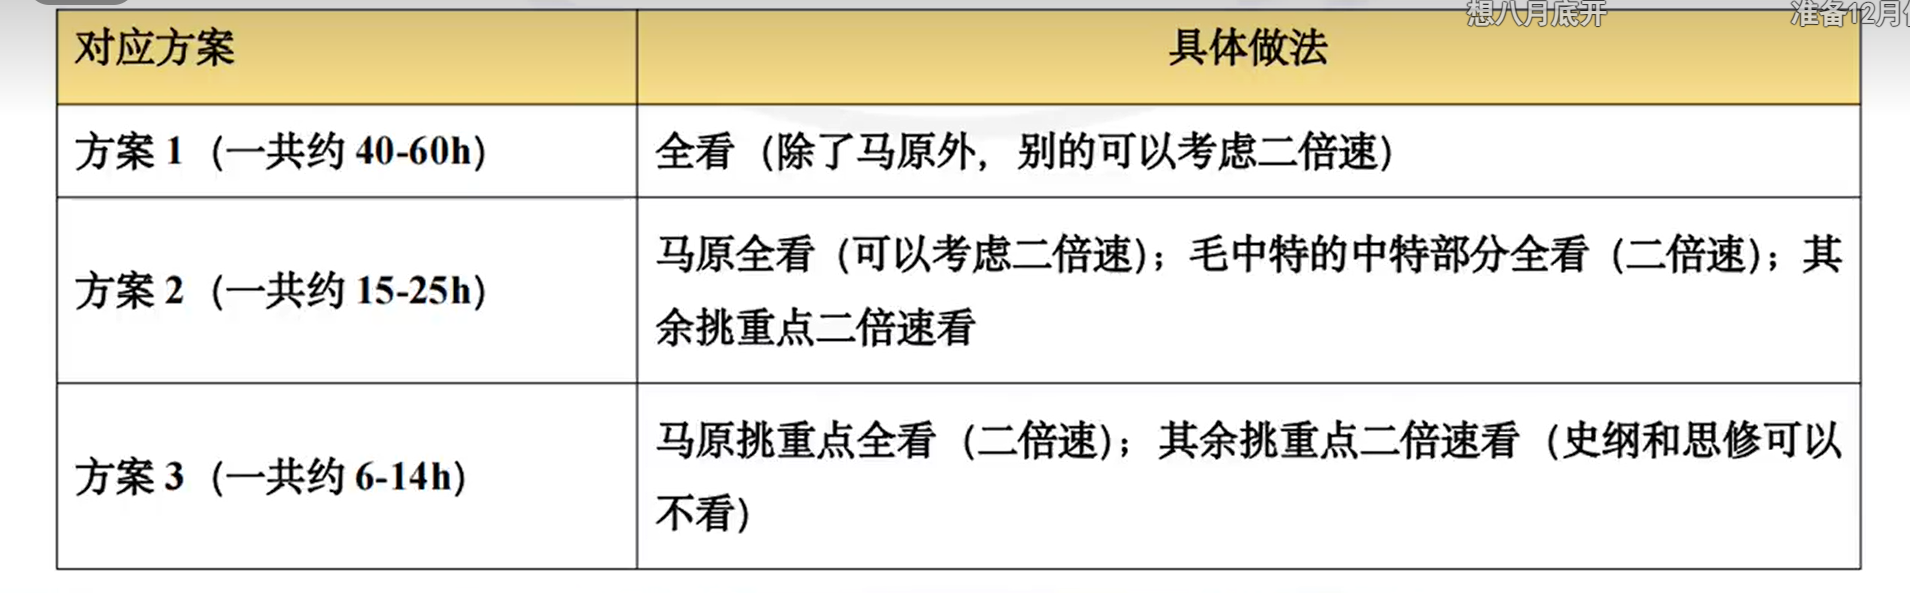 想八月底开 准备12月
对应方案 具体做法
方案 1（一共约 40-60h） 全看（除了马原外，别的可以考虑二倍速）
方案 2（一共约 15-25h） 马原全看（可以考虑二倍速）；毛中特的中特部分全看（二倍速）；其
余挑重点二倍速看
方案 3（一共约 6-14h） 马原挑重点全看（二倍速）；其余挑重点二倍速看（史纲和思修可以
不看）